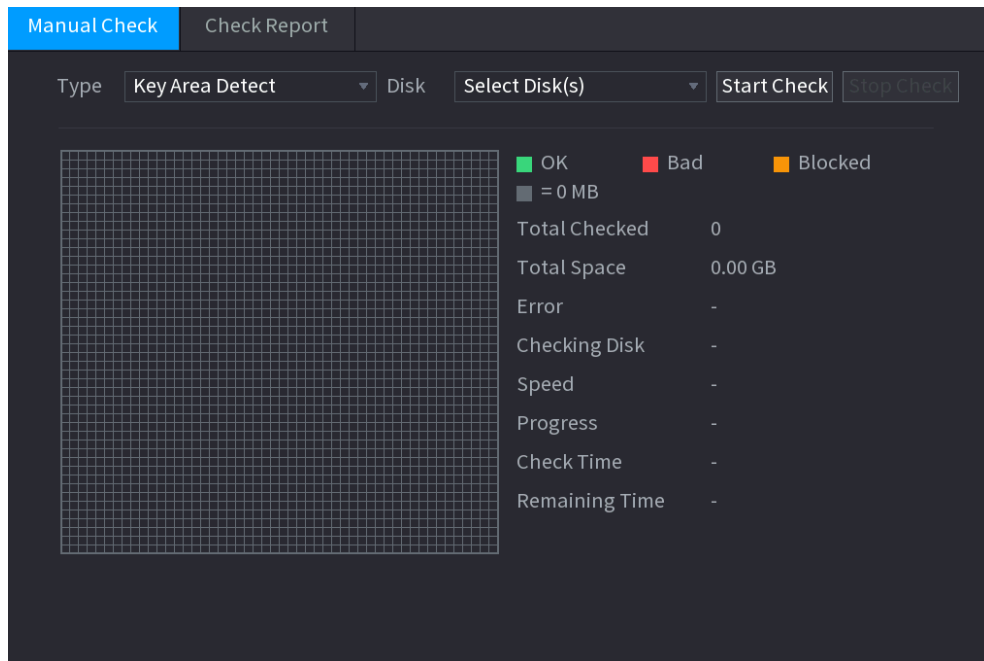 Manual Check Check Report
Type Key Area Detect Disk Select Disk(s) Start Check Stop Check
OK Bad Blocked
= 0 MB
Total Checked 0
Total Space 0.00 GB
Error -
Checking Disk -
Speed -
Progress -
Check Time -
Remaining Time -